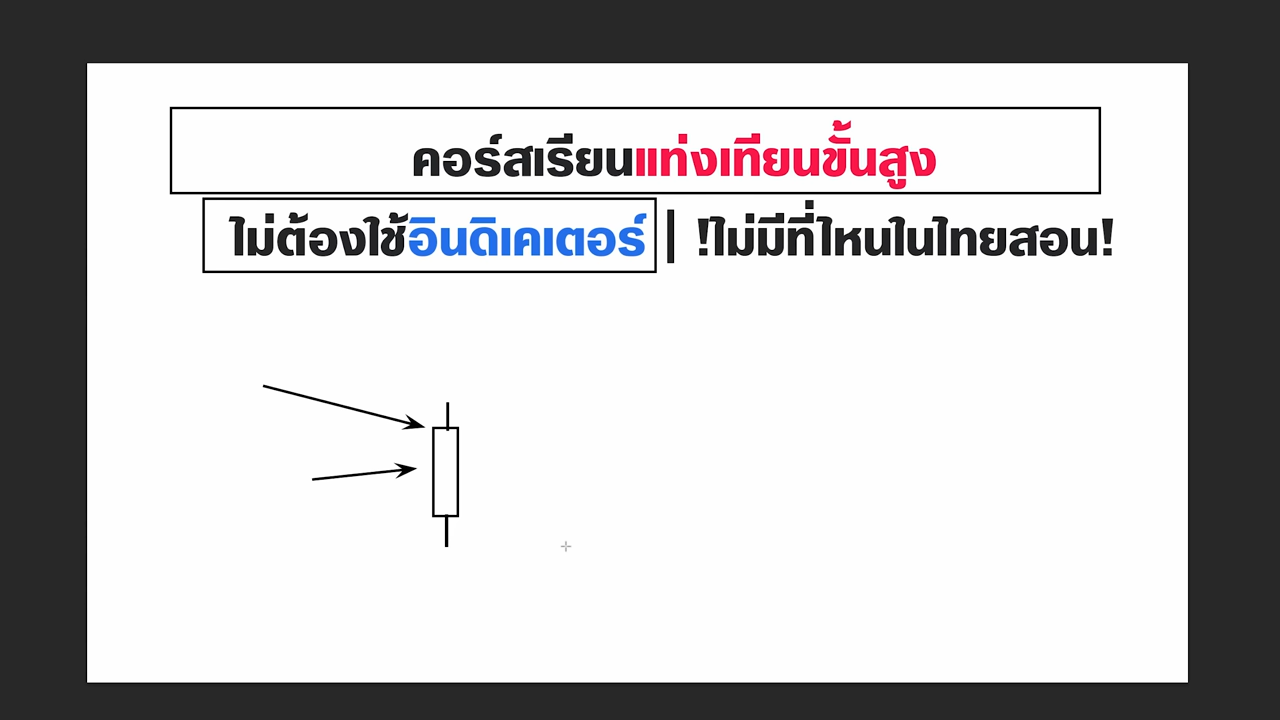 คอร์สเรียนแท่งเทียนขั้นสูง
ไม่ต้องใช้อินดิเคเตอร์ | !ไม่มีที่ไหนในไทยสอน!